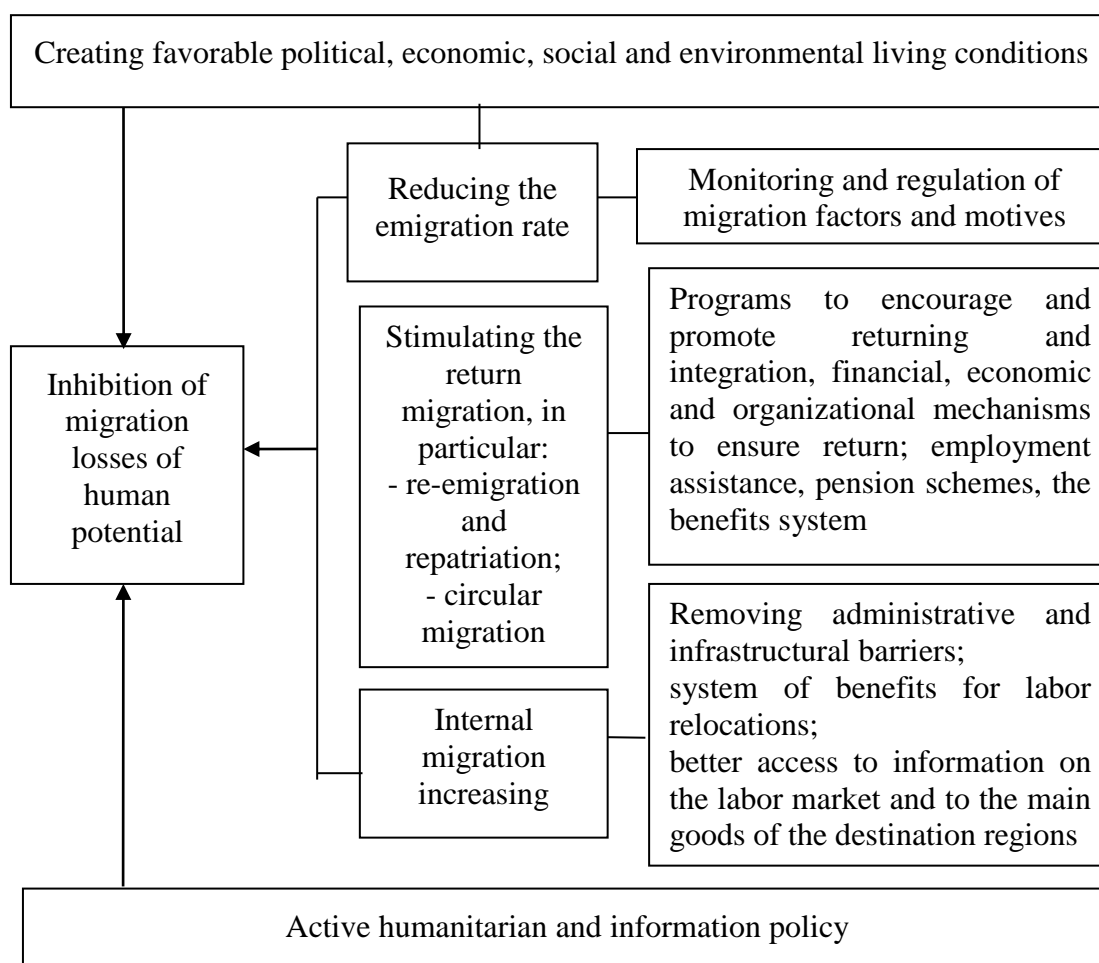 Creating favorable political, economic, social and environmental living conditions
Reducing the
emigration rate
Monitoring and regulation of
migration factors and motives
Inhibition of
migration
losses of
human
potential
Stimulating the
return
migration, in
particular:
- re-emigration
and
repatriation;
- circular
migration
Programs to encourage and
promote returning and
integration, financial, economic
and organizational mechanisms
to ensure return; employment
assistance, pension schemes, the
benefits system
Internal
migration
increasing
Removing administrative and
infrastructural barriers;
system of benefits for labor
relocations;
better access to information on
the labor market and to the main
goods of the destination regions
Active humanitarian and information policy